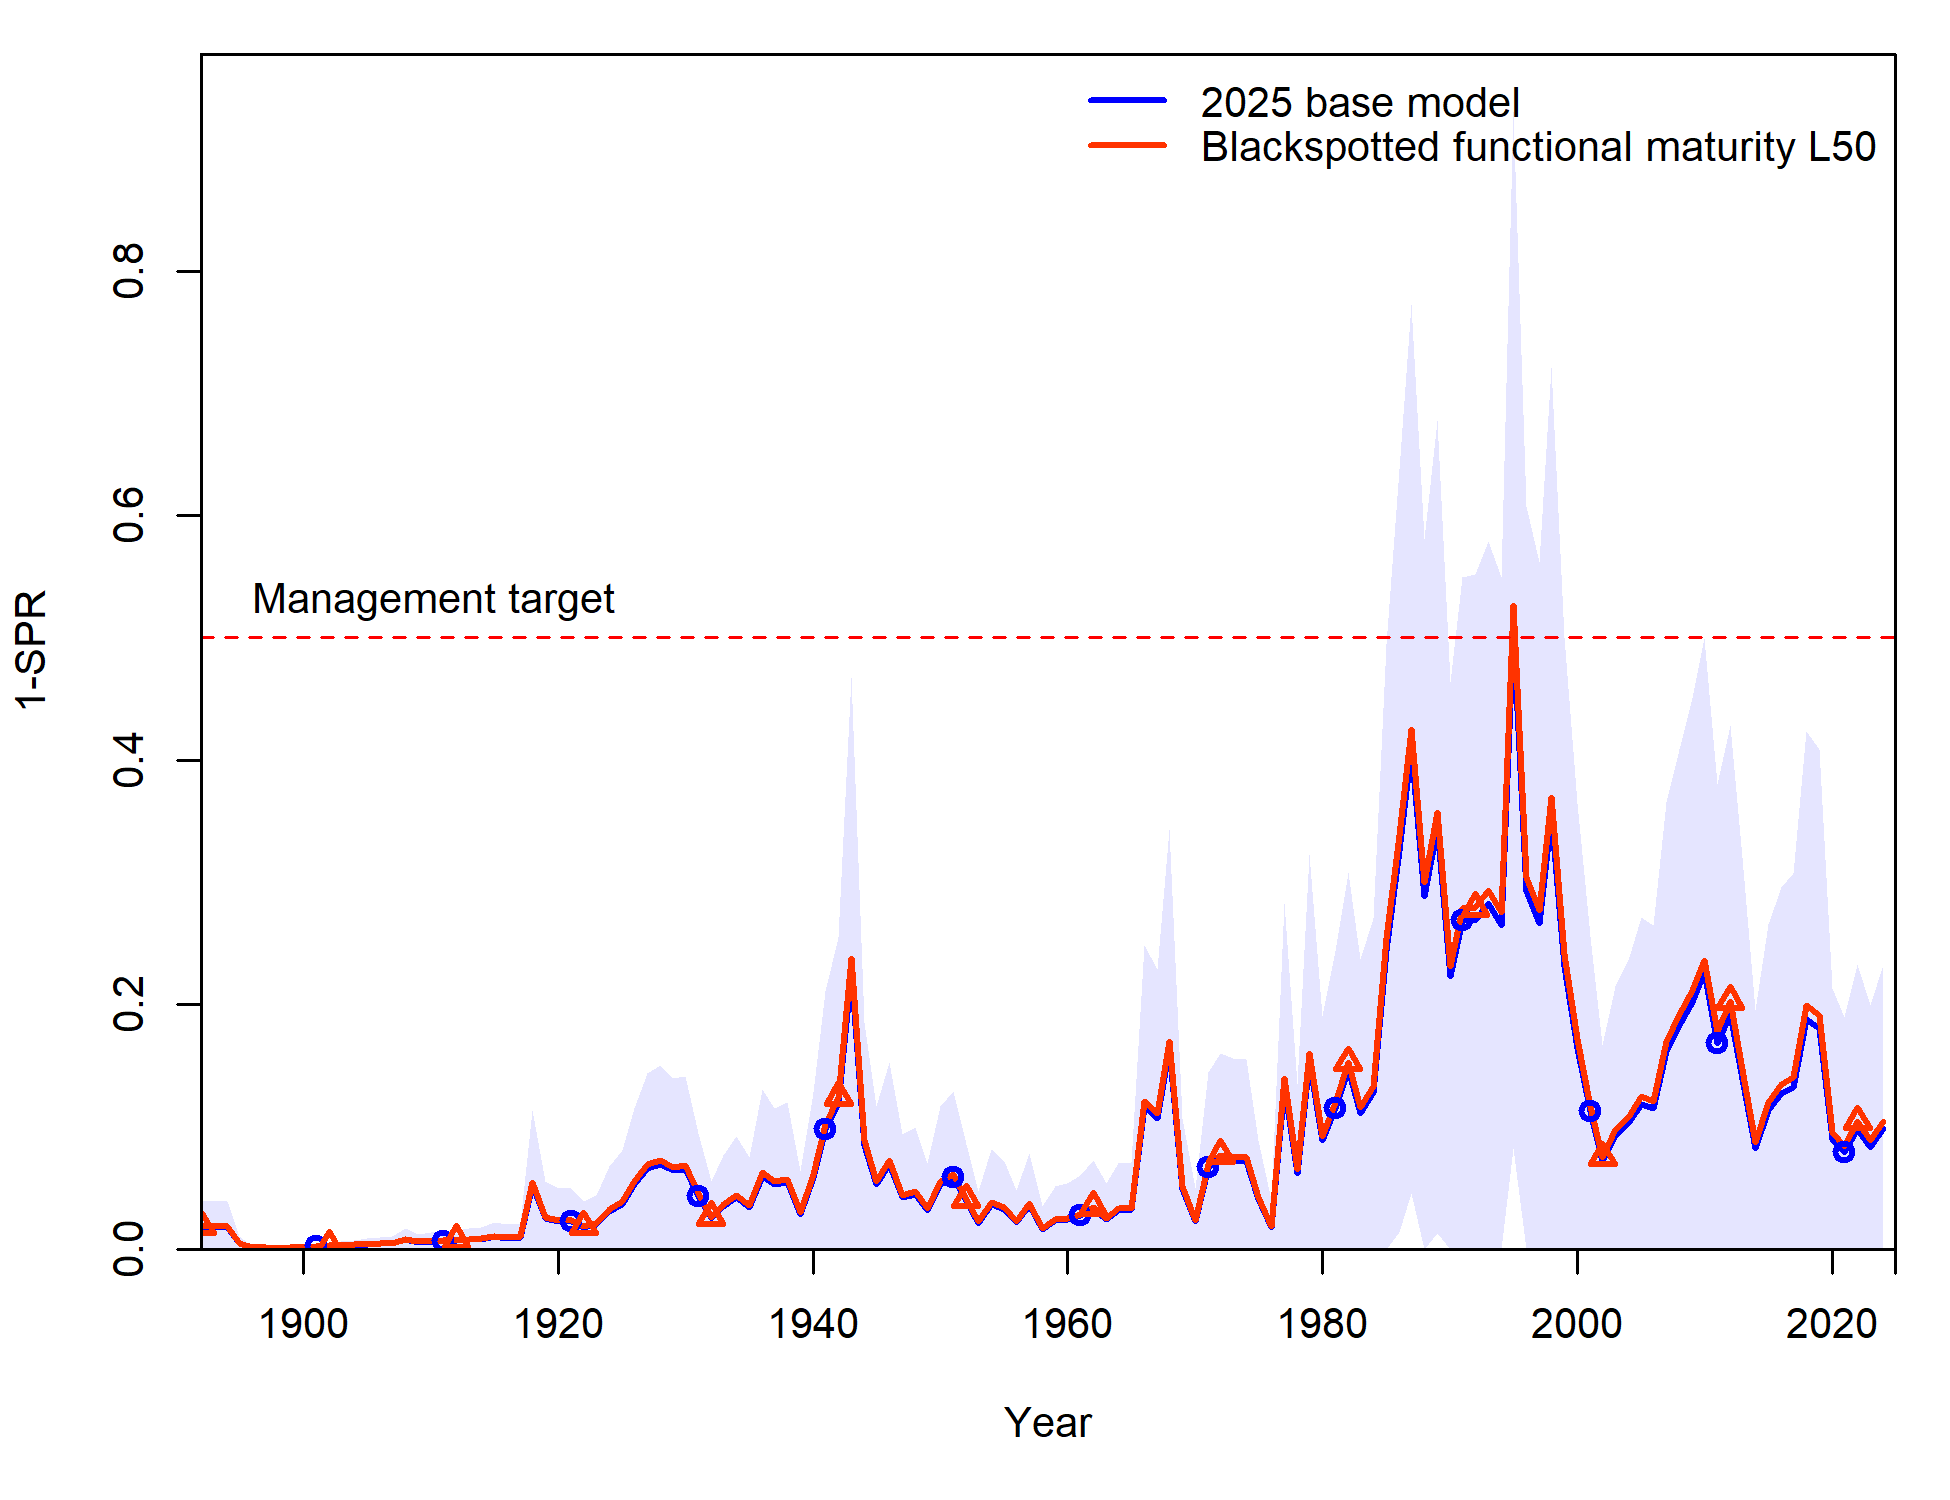 2025 base model
Blackspotted functional maturity L50
Management target
1-SPR
0.8
0.6
0.4
0.2
0.0
1900 1920 1940 1960 1980 2000 2020
Year